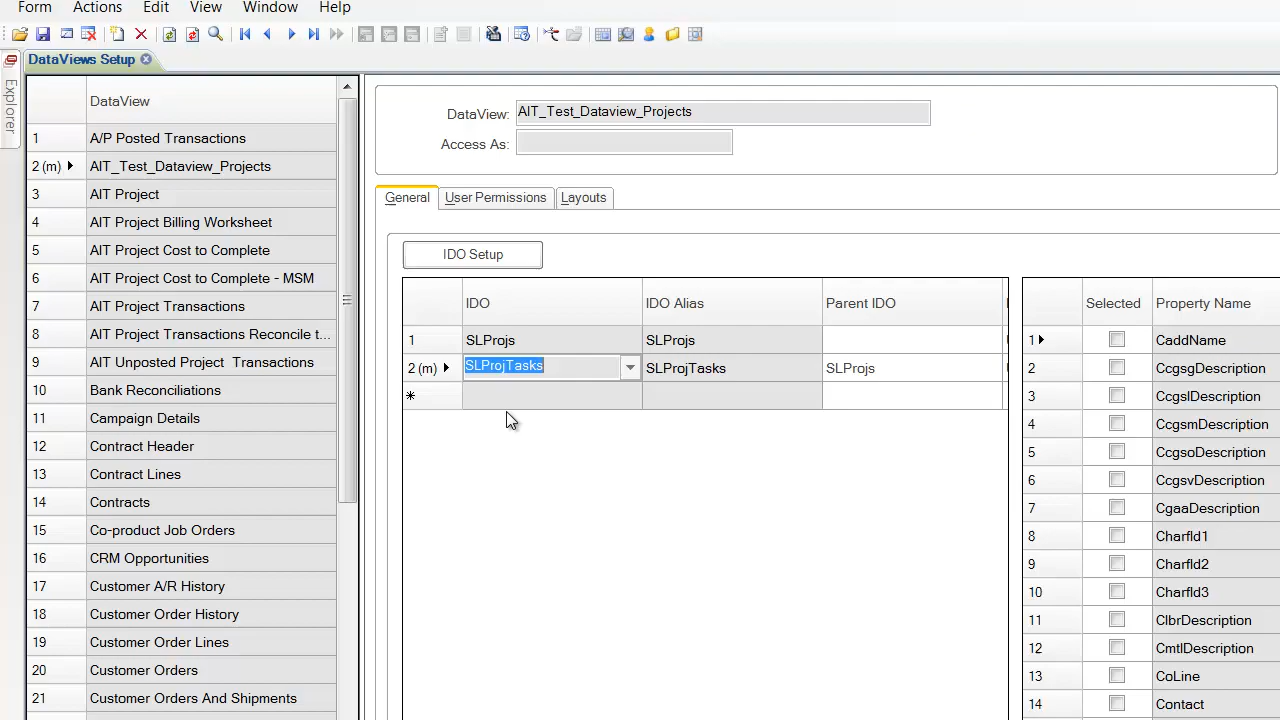 Form Actions Edit View Window Help
DataViews Setup
Explorer
DataView
1 A/P Posted Transactions
2 (m) AIT_Test_Dataview_Projects
3 AIT Project
4 AIT Project Billing Worksheet
5 AIT Project Cost to Complete
6 AIT Project Cost to Complete - MSM
7 AIT Project Transactions
8 AIT Project Transactions Reconcile t...
9 AIT Unposted Project Transactions
10 Bank Reconciliations
11 Campaign Details
12 Contract Header
13 Contract Lines
14 Contracts
15 Co-product Job Orders
16 CRM Opportunities
17 Customer A/R History
18 Customer Order History
19 Customer Order Lines
20 Customer Orders
21 Customer Orders And Shipments
DataView: AIT_Test_Dataview_Projects
Access As:
General User Permissions Layouts
IDO Setup
IDO IDO Alias Parent IDO
1 SLProjs SLProjs
2 (m) SLProjTasks SLProjTasks SLProjs
*
Selected Property Name
1 CaddName
2 CcgsgDescription
3 CcgslDescription
4 CcgsmDescription
5 CcgsoDescription
6 CcgsvDescription
7 CgaaDescription
8 Charfld1
9 Charfld2
10 Charfld3
11 ClbrDescription
12 CmtlDescription
13 CoLine
14 Contact